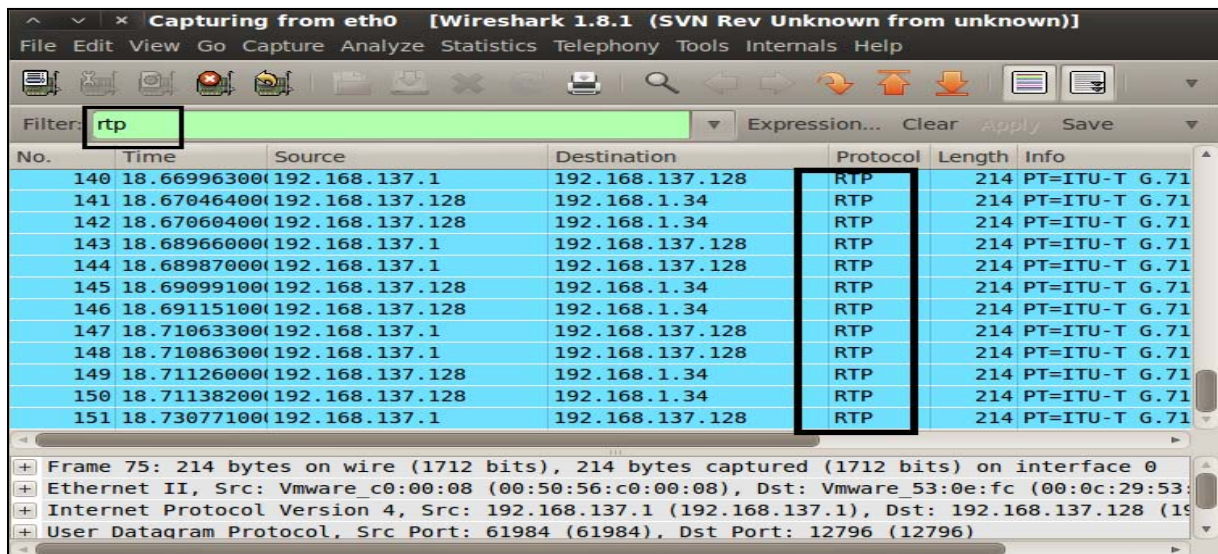 Capturing from eth0 [Wireshark 1.8.1 (SVN Rev Unknown from unknown)]
File Edit View Go Capture Analyze Statistics Telephony Tools Internals Help
Filter: rtp Expression... Clear Apply Save
No. Time Source Destination Protocol Length Info
140 18.669963000 192.168.137.1 192.168.137.128 RTP 214 PT=ITU-T G.71
141 18.670464000 192.168.137.128 192.168.1.34 RTP 214 PT=ITU-T G.71
142 18.670604000 192.168.137.128 192.168.1.34 RTP 214 PT=ITU-T G.71
143 18.689660000 192.168.137.1 192.168.137.128 RTP 214 PT=ITU-T G.71
144 18.689870000 192.168.137.1 192.168.137.128 RTP 214 PT=ITU-T G.71
145 18.690991000 192.168.137.128 192.168.1.34 RTP 214 PT=ITU-T G.71
146 18.691151000 192.168.137.128 192.168.1.34 RTP 214 PT=ITU-T G.71
147 18.710633000 192.168.137.1 192.168.137.128 RTP 214 PT=ITU-T G.71
148 18.710863000 192.168.137.1 192.168.137.128 RTP 214 PT=ITU-T G.71
149 18.711260000 192.168.137.128 192.168.1.34 RTP 214 PT=ITU-T G.71
150 18.711382000 192.168.137.128 192.168.1.34 RTP 214 PT=ITU-T G.71
151 18.730771000 192.168.137.1 192.168.137.128 RTP 214 PT=ITU-T G.71
Frame 75: 214 bytes on wire (1712 bits), 214 bytes captured (1712 bits) on interface 0
Ethernet II, Src: Vmware_c0:00:08 (00:50:56:c0:00:08), Dst: Vmware_53:0e:fc (00:0c:29:53:
Internet Protocol Version 4, Src: 192.168.137.1 (192.168.137.1), Dst: 192.168.137.128 (19
User Datagram Protocol, Src Port: 61984 (61984), Dst Port: 12796 (12796)